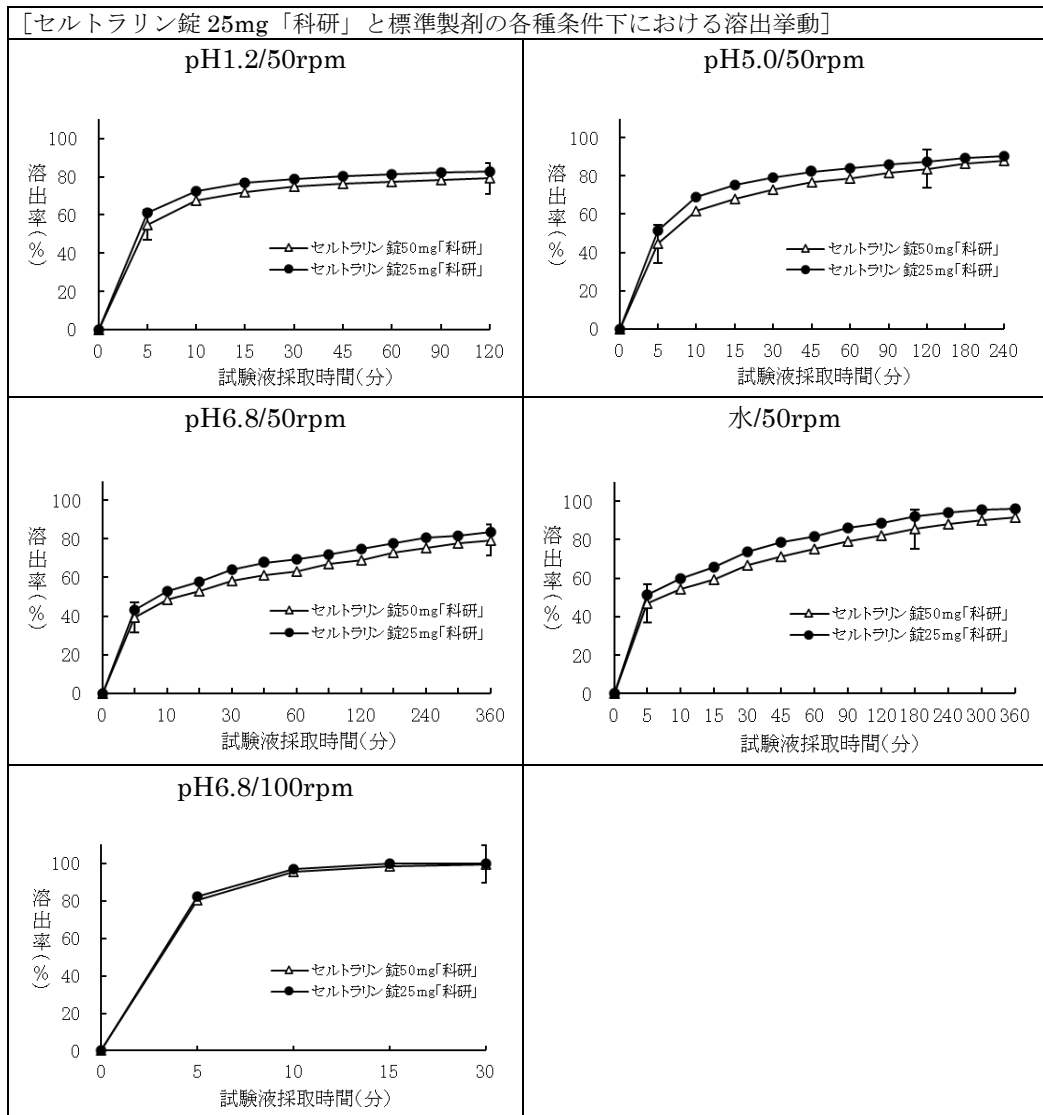 [セルトラリン錠 25mg「科研」と標準製剤の各種条件下における溶出挙動]
pH1.2/50rpm
溶出率(%)
100
80
60
40
20
0
セルトラリン錠50mg「科研」
セルトラリン錠25mg「科研」
0 5 10 15 30 45 60 90 120
試験液採取時間(分)
pH5.0/50rpm
溶出率(%)
100
80
60
40
20
0
セルトラリン錠50mg「科研」
セルトラリン錠25mg「科研」
0 5 10 15 30 45 60 90 120 180 240
試験液採取時間(分)
pH6.8/50rpm
溶出率(%)
100
80
60
40
20
0
セルトラリン錠50mg「科研」
セルトラリン錠25mg「科研」
0 10 30 60 120 240 360
試験液採取時間(分)
水/50rpm
溶出率(%)
100
80
60
40
20
0
セルトラリン錠50mg「科研」
セルトラリン錠25mg「科研」
0 5 10 15 30 45 60 90 120 180 240 300 360
試験液採取時間(分)
pH6.8/100rpm
溶出率(%)
100
80
60
40
20
0
セルトラリン錠50mg「科研」
セルトラリン錠25mg「科研」
0 5 10 15 30
試験液採取時間(分)